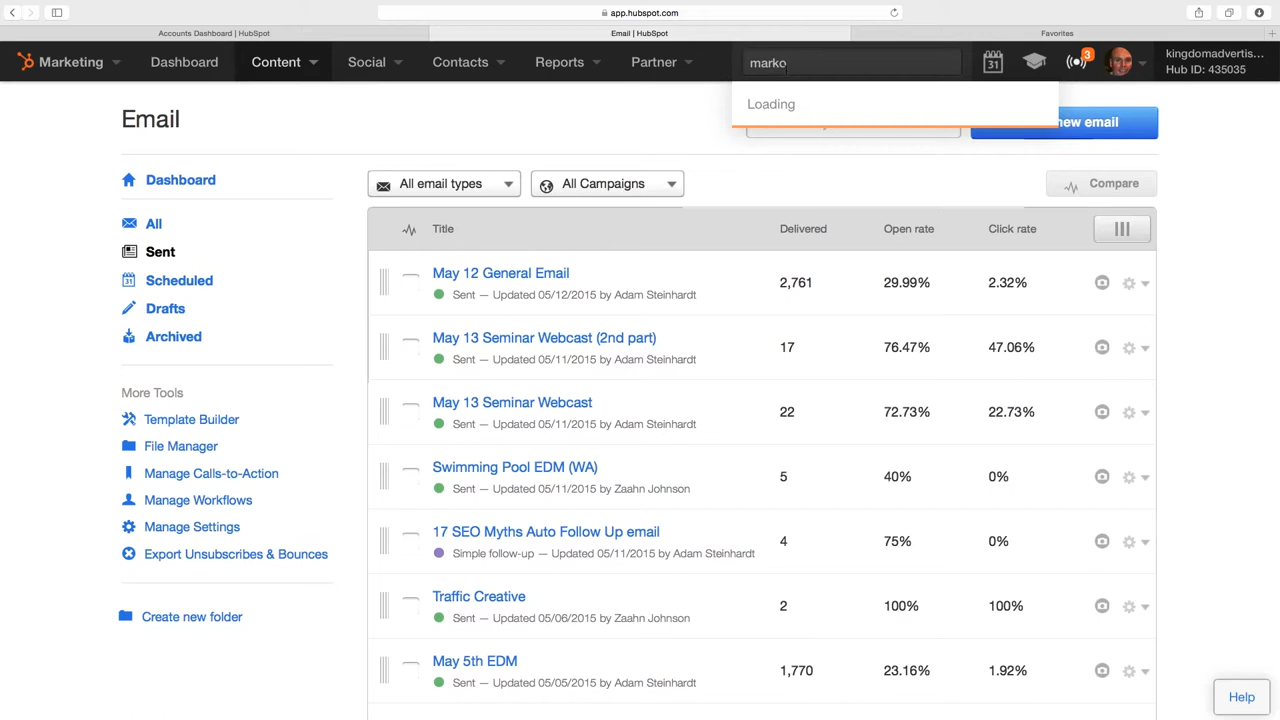 app.hubspot.com
Accounts Dashboard | HubSpot
Email | HubSpot
Favorites
Marketing
Dashboard
Content
Social
Contacts
Reports
Partner
marko
31
3
kingdomadvertis...
Hub ID: 435035
Loading
Email
new email
Dashboard
All
Sent
31
Scheduled
Drafts
Archived
More Tools
Template Builder
File Manager
Manage Calls-to-Action
Manage Workflows
Manage Settings
Export Unsubscribes & Bounces
Create new folder
All email types
All Campaigns
Compare
Title
Delivered
Open rate
Click rate
May 12 General Email
Sent — Updated 05/12/2015 by Adam Steinhardt
2,761
29.99%
2.32%
May 13 Seminar Webcast (2nd part)
Sent — Updated 05/11/2015 by Adam Steinhardt
17
76.47%
47.06%
May 13 Seminar Webcast
Sent — Updated 05/11/2015 by Adam Steinhardt
22
72.73%
22.73%
Swimming Pool EDM (WA)
Sent — Updated 05/11/2015 by Zaahn Johnson
5
40%
0%
17 SEO Myths Auto Follow Up email
Simple follow-up — Updated 05/11/2015 by Adam Steinhardt
4
75%
0%
Traffic Creative
Sent — Updated 05/06/2015 by Zaahn Johnson
2
100%
100%
May 5th EDM
Sent — Updated 05/05/2015 by Adam Steinhardt
1,770
23.16%
1.92%
Help